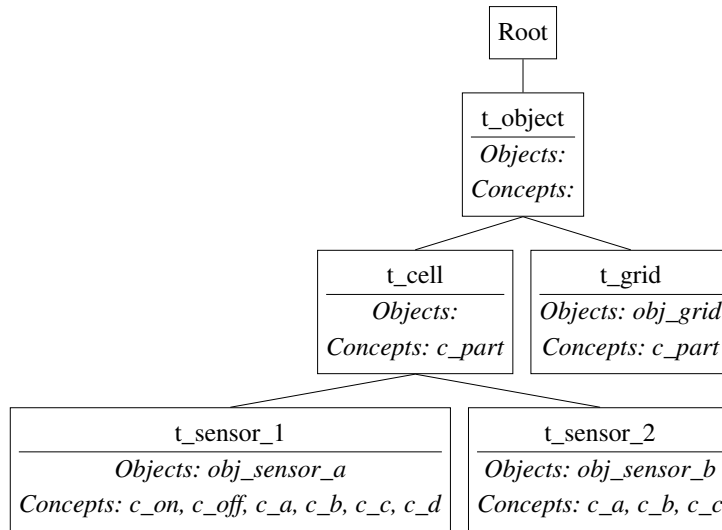 Root
t_object
Objects:
Concepts:
t_cell
Objects:
Concepts: c_part
t_grid
Objects: obj_grid
Concepts: c_part
t_sensor_1
Objects: obj_sensor_a
Concepts: c_on, c_off, c_a, c_b, c_c, c_d
t_sensor_2
Objects: obj_sensor_b
Concepts: c_a, c_b, c_c